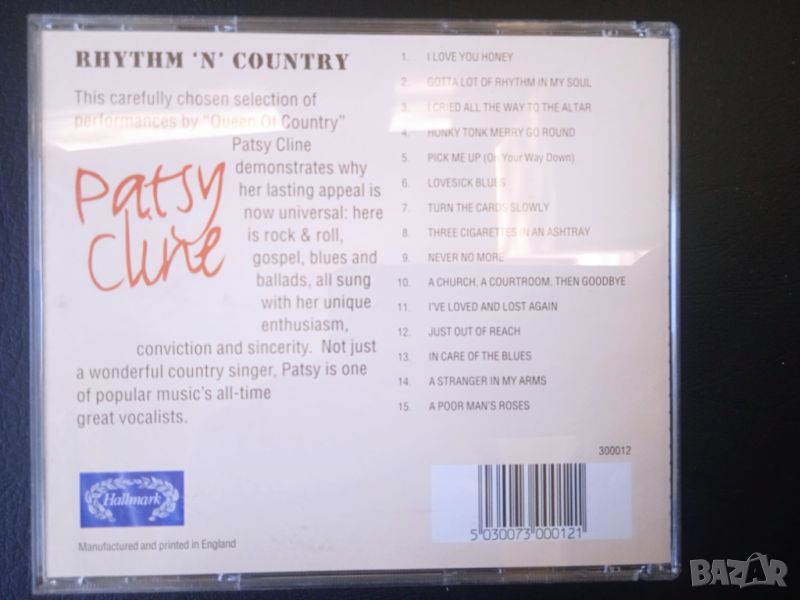 RHYTHM 'N' COUNTRY
This carefully chosen selection of
performances by "Queen Of Country"
Patsy Cline
demonstrates why
her lasting appeal is
now universal: here
is rock & roll,
gospel, blues and
ballads, all sung
with her unique
enthusiasm,
conviction and sincerity. Not just
a wonderful country singer, Patsy is one
of popular music's all-time
great vocalists.
Patsy
Cline
1. I LOVE YOU HONEY
2. GOTTA LOT OF RHYTHM IN MY SOUL
3. I CRIED ALL THE WAY TO THE ALTAR
4. HONKY TONK MERRY GO ROUND
5. PICK ME UP (On Your Way Down)
6. LOVESICK BLUES
7. TURN THE CARDS SLOWLY
8. THREE CIGARETTES IN AN ASHTRAY
9. NEVER NO MORE
10. A CHURCH, A COURTROOM, THEN GOODBYE
11. I'VE LOVED AND LOST AGAIN
12. JUST OUT OF REACH
13. IN CARE OF THE BLUES
14. A STRANGER IN MY ARMS
15. A POOR MAN'S ROSES
300012
5 030073 000121
Hallmark
Manufactured and printed in England
BAZAR